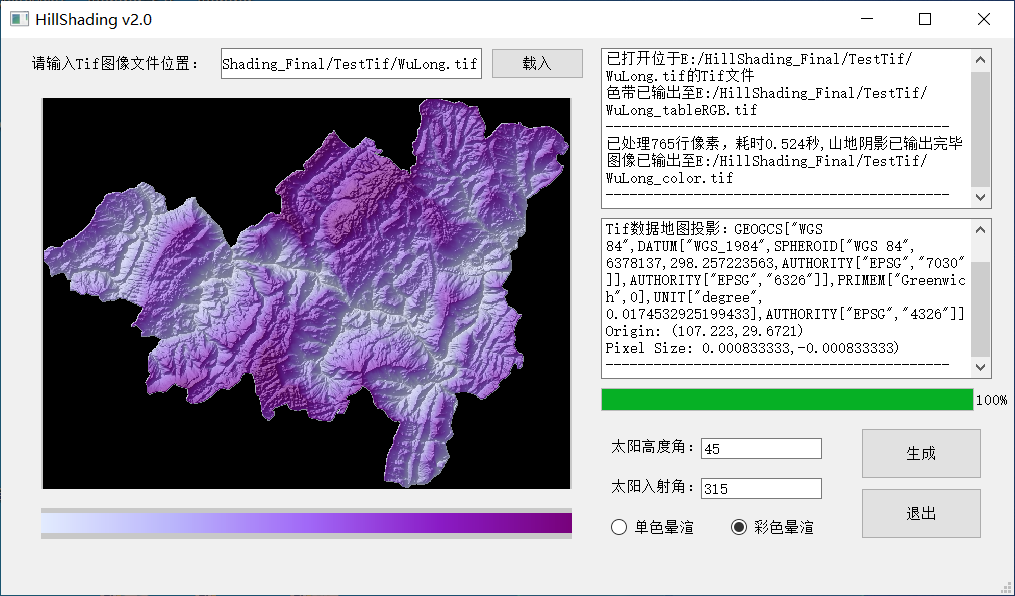 HillShading v2.0
请输入Tif图像文件位置：
Shading_Final/TestTif/WuLong.tif
载入
已打开位于E:/HillShading_Final/TestTif/
WuLong.tif的Tif文件
色带已输出至E:/HillShading_Final/TestTif/
WuLong_tableRGB.tif
-------------------------------------------
已处理765行像素，耗时0.524秒,山地阴影已输出完毕
图像已输出至E:/HillShading_Final/TestTif/
WuLong_color.tif
-------------------------------------------
Tif数据地图投影：GEOGCS["WGS
84",DATUM["WGS_1984",SPHEROID["WGS 84",
6378137,298.257223563,AUTHORITY["EPSG","7030"
]],AUTHORITY["EPSG","6326"]],PRIMEM["Greenwic
h",0],UNIT["degree",
0.0174532925199433],AUTHORITY["EPSG","4326"]]
Origin: (107.223,29.6721)
Pixel Size: 0.000833333,-0.000833333)
-------------------------------------------
100%
太阳高度角：
45
生成
太阳入射角：
315
退出
单色晕渲
彩色晕渲